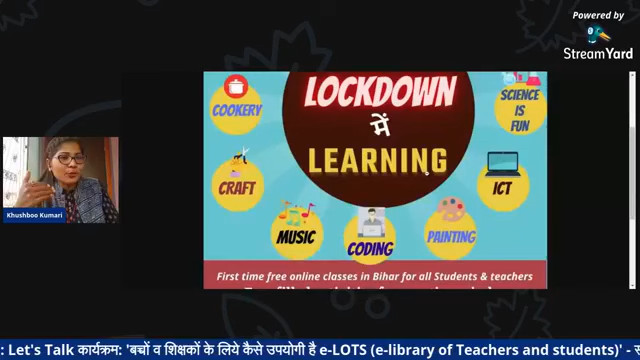 Powered by
StreamYard
LOCKDOWN
में
LEARNING
COOKERY
SCIENCE
IS
FUN
CRAFT
ICT
MUSIC
CODING
PAINTING
First time free online classes in Bihar for all Students & teachers
Khushboo Kumari
: Let's Talk कार्यक्रम: 'बच्चों व शिक्षकों के लिये कैसे उपयोगी है e-LOTS (e-library of Teachers and students)' -